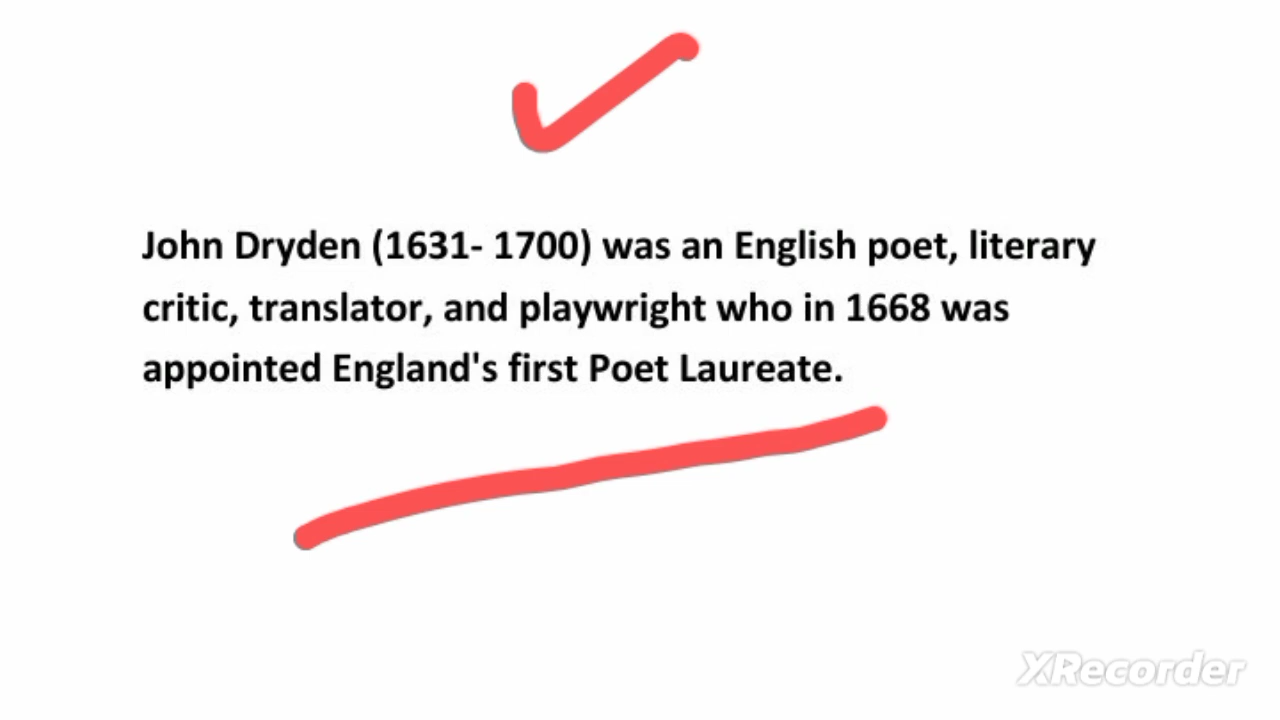 John Dryden (1631- 1700) was an English poet, literary
critic, translator, and playwright who in 1668 was
appointed England's first Poet Laureate.
XRecorder